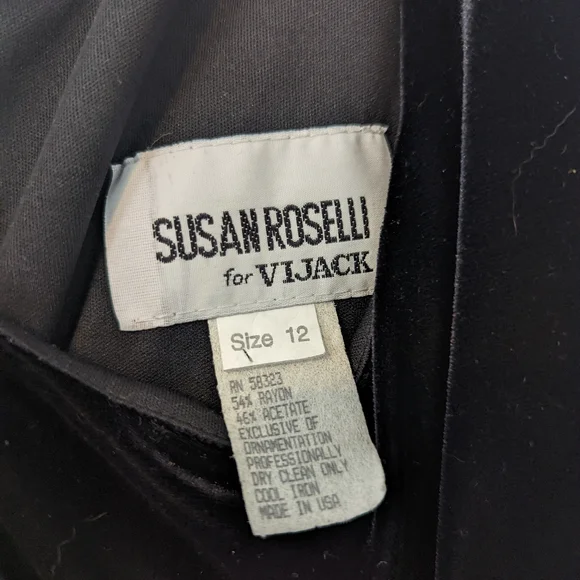 SUSAN ROSELLI
for VIJACK
Size 12
RN 58323
54% RAYON
46% ACETATE
EXCLUSIVE OF
ORNAMENTATION
PROFESSIONALLY
DRY CLEAN ONLY
COOL IRON
MADE IN USA